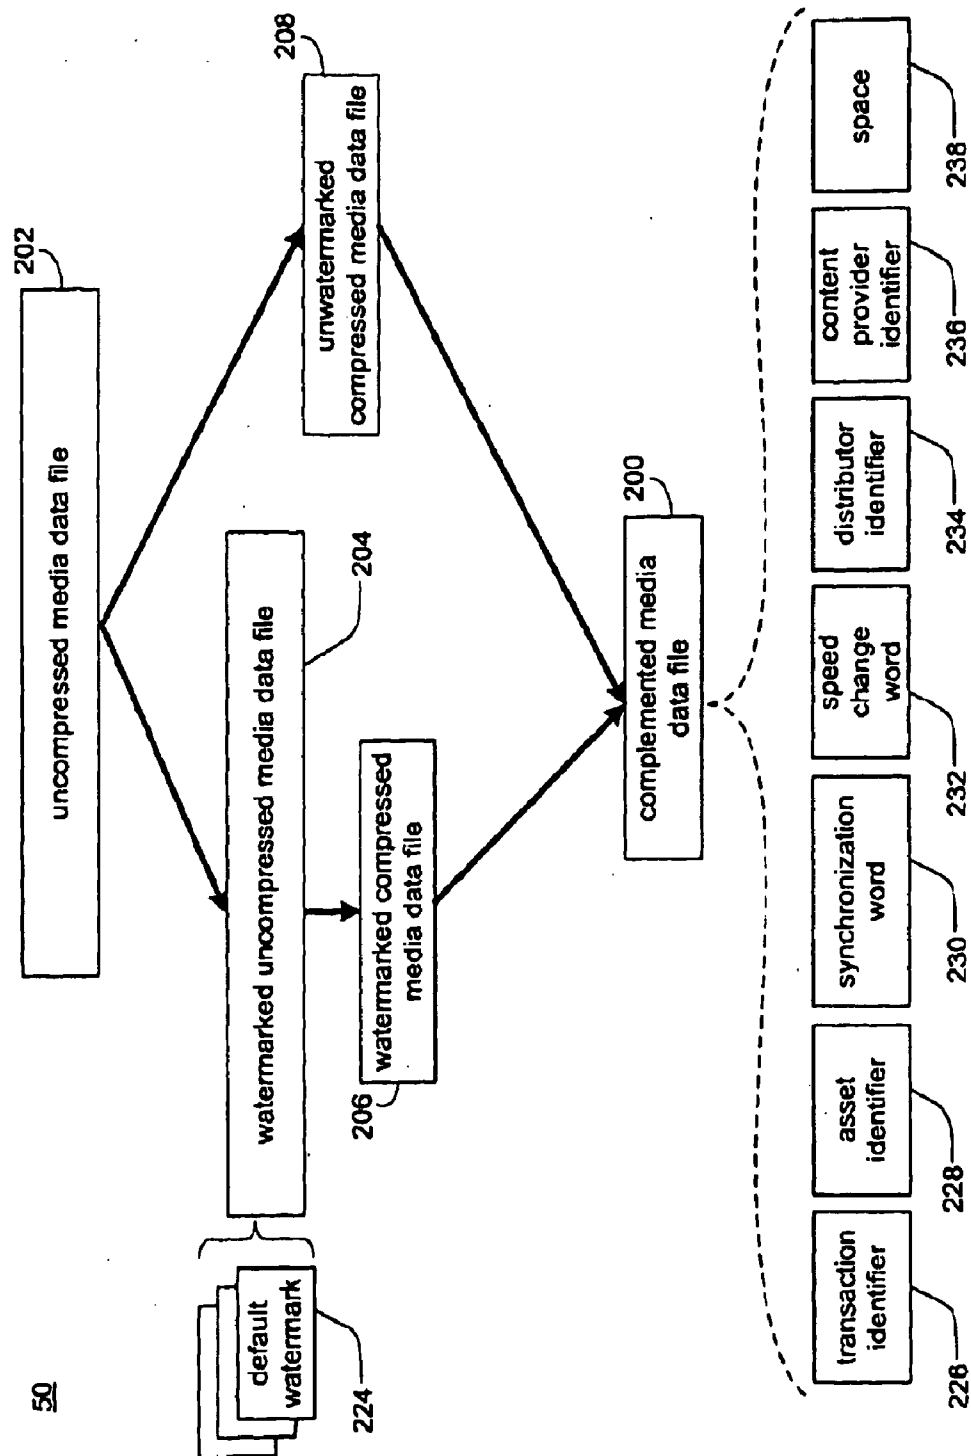 50
uncompressed media data file
202
default
watermark
224
watermarked uncompressed media data file
204
unwatermarked
compressed media data file
208
watermarked compressed
media data file
206
complemented media
data file
200
transaction
identifier
226
asset
identifier
228
synchronization
word
230
speed
change
word
232
distributor
identifier
234
content
provider
identifier
236
space
238